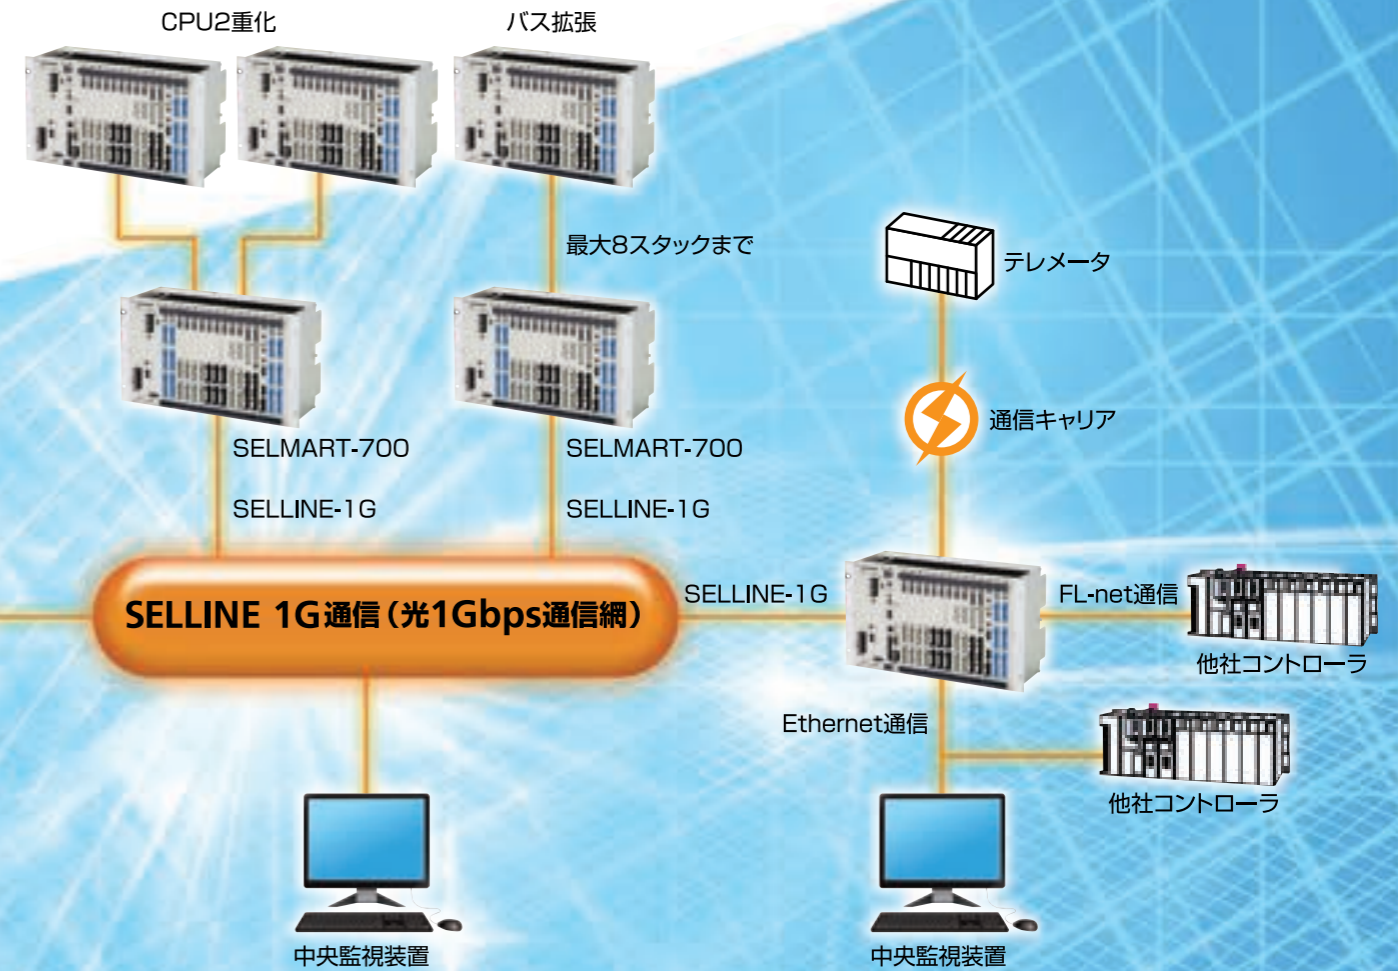 CPU2重化
バス拡張
最大8スタックまで
テレメータ
通信キャリア
SELMART-700
SELMART-700
SELLINE-1G
SELLINE-1G
SELLINE 1G通信（光1Gbps通信網）
SELLINE-1G
FL-net通信
他社コントローラ
Ethernet通信
他社コントローラ
中央監視装置
中央監視装置